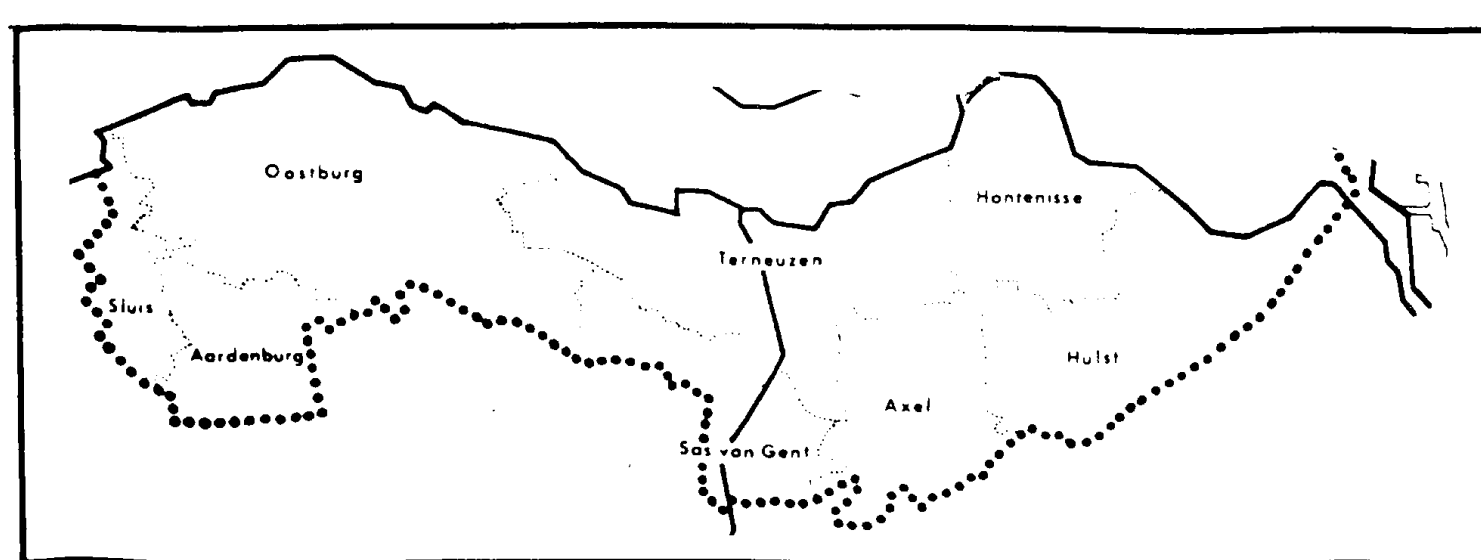 Oostburg
Hontenisse
Terneuzen
Sluis
Aardenburg
Hulst
Axel
Sas van Gent